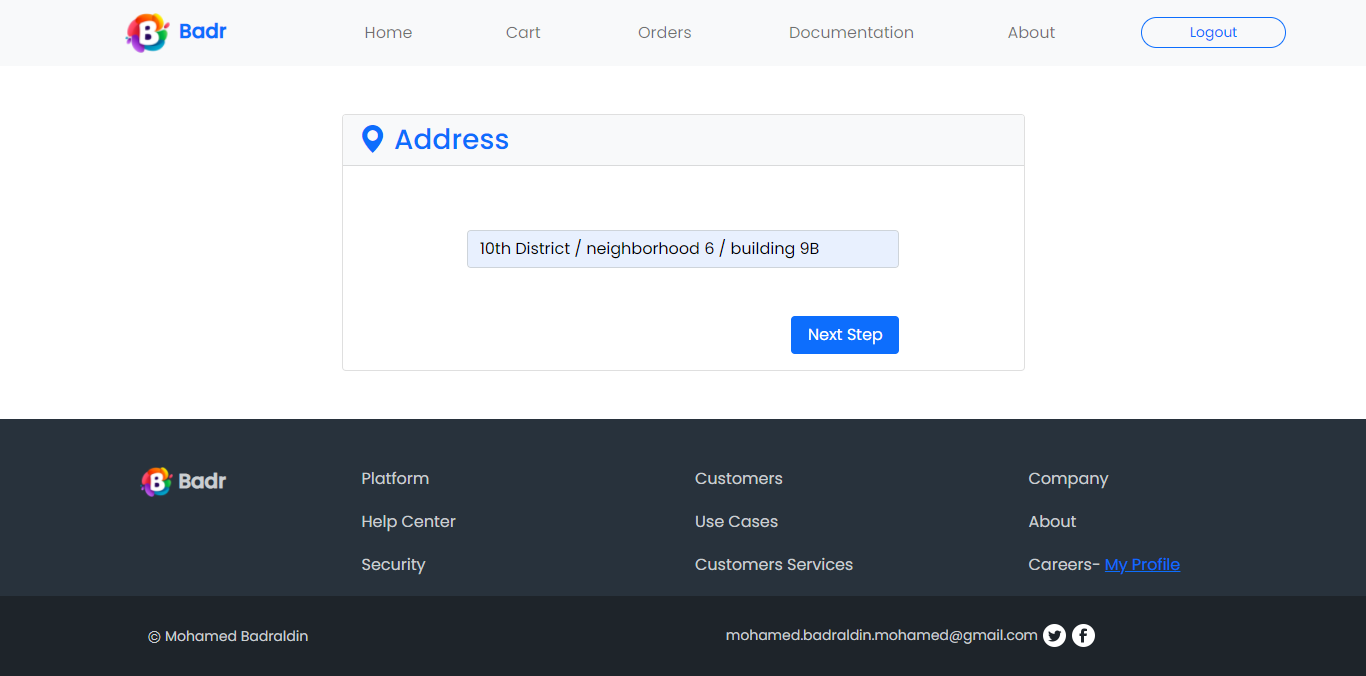 B Badr Home Cart Orders Documentation About Logout
Address
10th District / neighborhood 6 / building 9B
Next Step
B Badr Platform Customers Company
Help Center Use Cases About
Security Customers Services Careers- My Profile
© Mohamed Badraldin mohamed.badraldin.mohamed@gmail.com